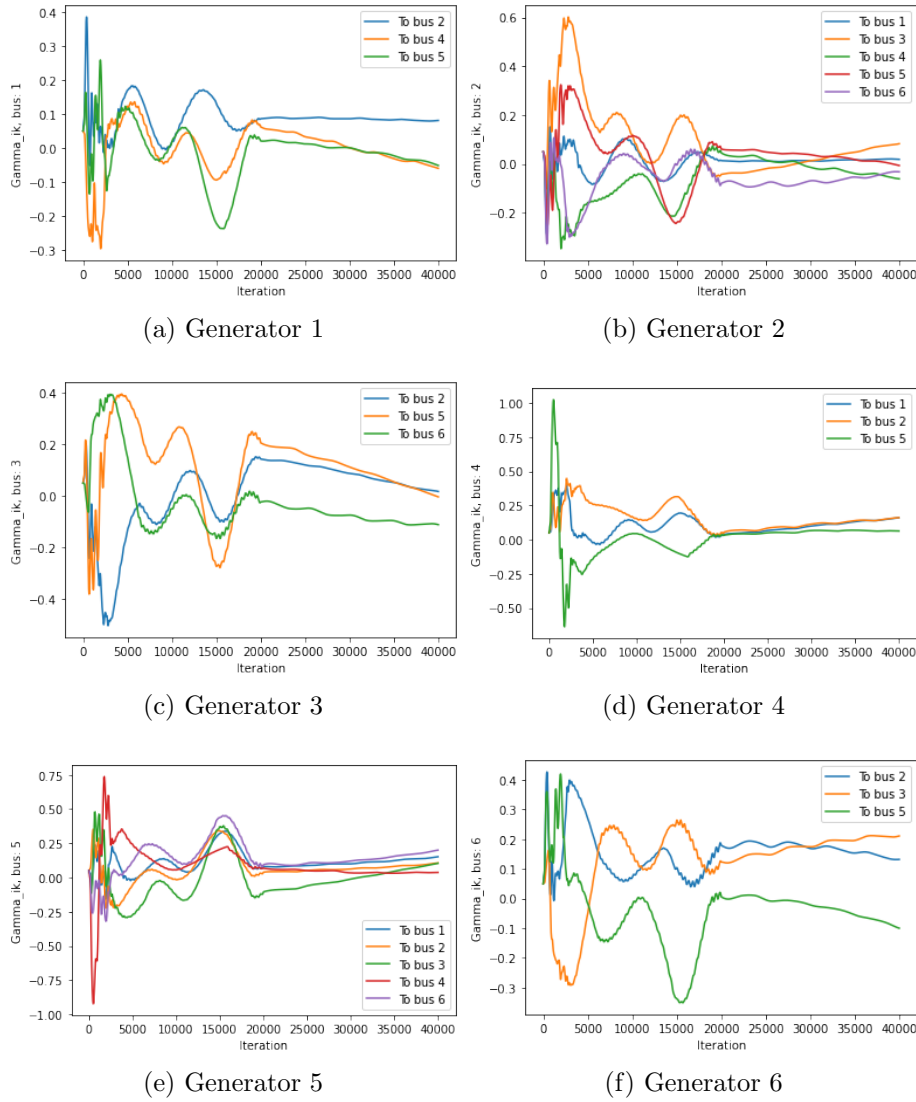 Gamma_ik, bus: 1
0.4
0.3
0.2
0.1
0.0
−0.1
−0.2
−0.3
To bus 2
To bus 4
To bus 5
0 5000 10000 15000 20000 25000 30000 35000 40000
Iteration
(a) Generator 1
Gamma_ik, bus: 2
0.6
0.4
0.2
0.0
−0.2
To bus 1
To bus 3
To bus 4
To bus 5
To bus 6
0 5000 10000 15000 20000 25000 30000 35000 40000
Iteration
(b) Generator 2
Gamma_ik, bus: 3
0.4
0.2
0.0
−0.2
−0.4
To bus 2
To bus 5
To bus 6
0 5000 10000 15000 20000 25000 30000 35000 40000
Iteration
(c) Generator 3
Gamma_ik, bus: 4
1.00
0.75
0.50
0.25
0.00
−0.25
−0.50
To bus 1
To bus 2
To bus 5
0 5000 10000 15000 20000 25000 30000 35000 40000
Iteration
(d) Generator 4
Gamma_ik, bus: 5
0.75
0.50
0.25
0.00
−0.25
−0.50
−0.75
−1.00
To bus 1
To bus 2
To bus 3
To bus 4
To bus 6
0 5000 10000 15000 20000 25000 30000 35000 40000
Iteration
(e) Generator 5
Gamma_ik, bus: 6
0.4
0.3
0.2
0.1
0.0
−0.1
−0.2
−0.3
To bus 2
To bus 3
To bus 5
0 5000 10000 15000 20000 25000 30000 35000 40000
Iteration
(f) Generator 6